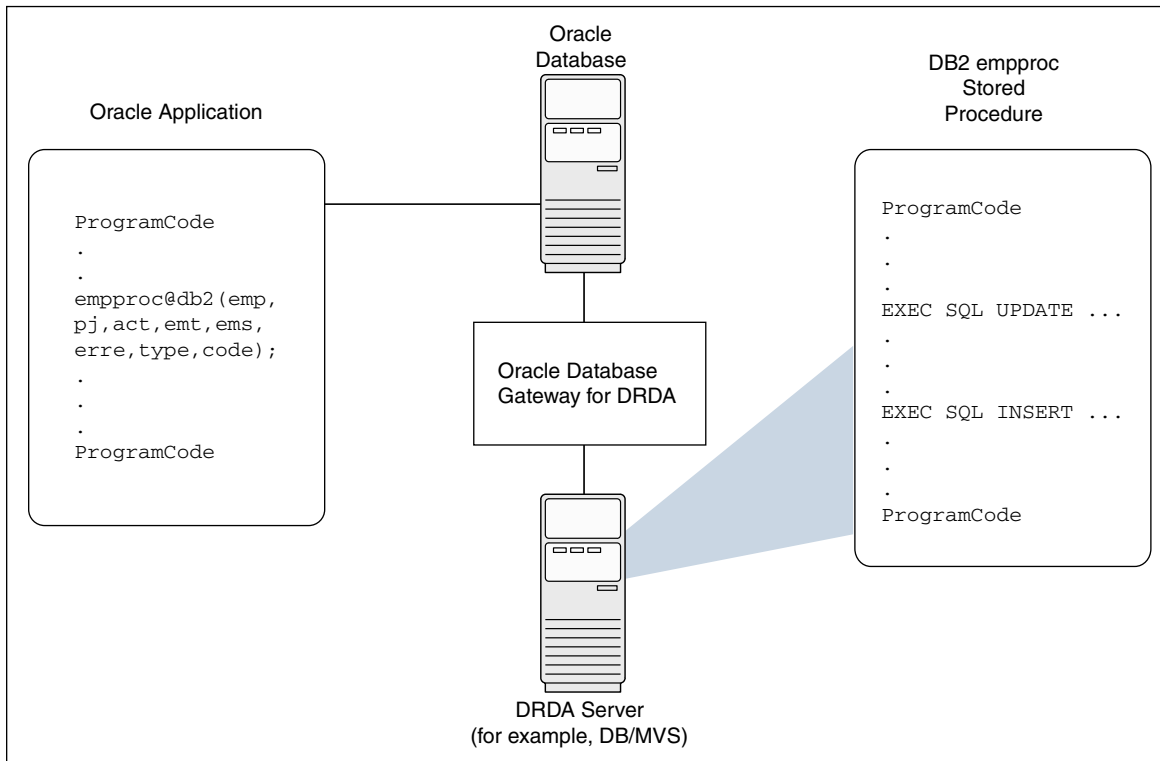 Oracle
Database
Oracle Application
DB2 empproc
Stored
Procedure
ProgramCode
.
.
empproc@db2(emp,
pj,act,emt,ems,
erre,type,code);
.
.
.
ProgramCode
Oracle Database
Gateway for DRDA
ProgramCode
.
.
.
EXEC SQL UPDATE ...
.
.
.
EXEC SQL INSERT ...
.
.
.
ProgramCode
DRDA Server
(for example, DB/MVS)